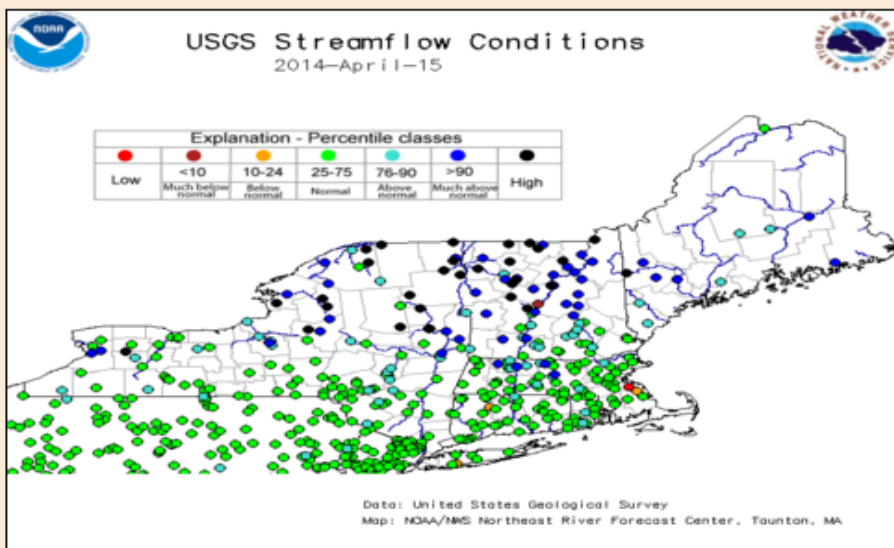 NOAA
USGS Streamflow Conditions
2014-April-15
NATIONAL WEATHER SERVICE
Explanation - Percentile classes
Low
<10
10-24
25-75
76-90
>90
High
Much below normal
Below normal
Normal
Above normal
Much above normal
Data: United States Geological Survey
Map: NOAA/NWS Northeast River Forecast Center, Taunton, MA